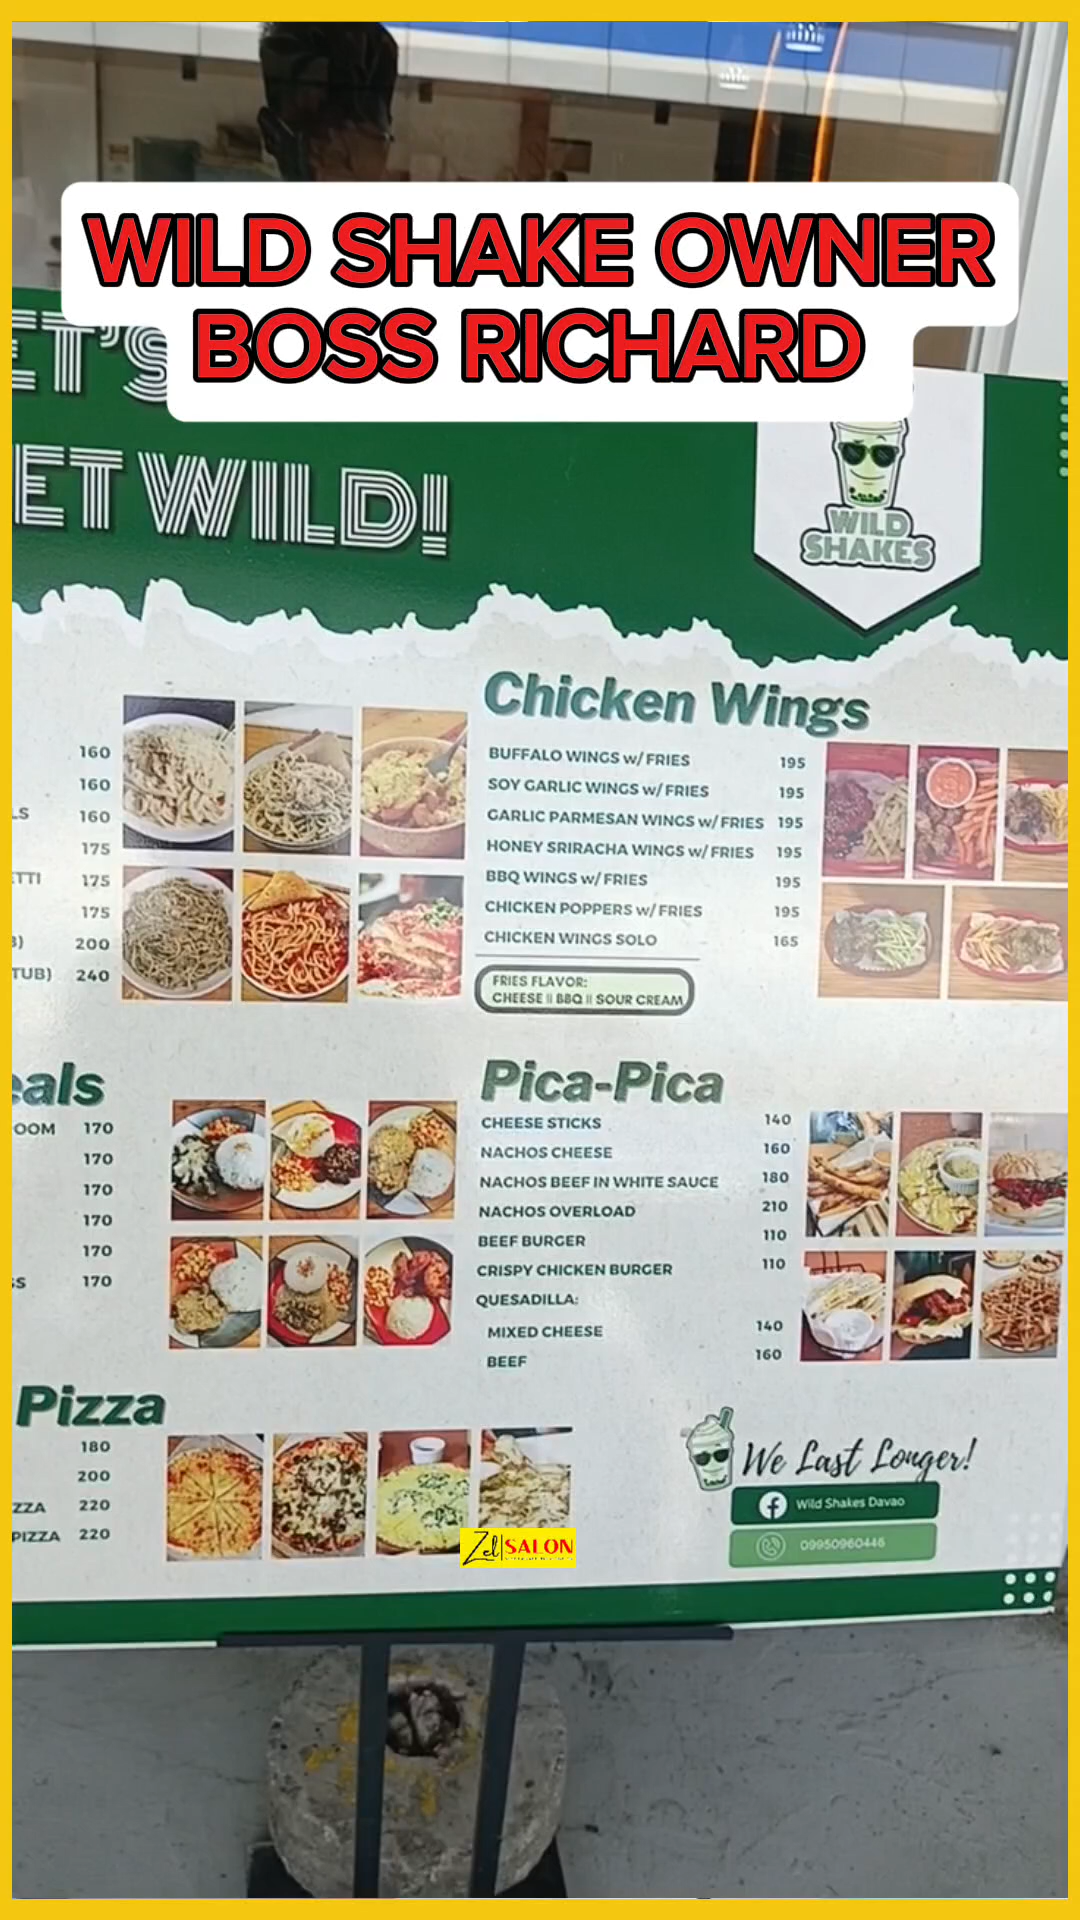 WILD SHAKE OWNER
BOSS RICHARD
ET'S
ET WILD!
WILD
SHAKES
160
160
LS 160
175
ETTI 175
175
200
TUB) 240
Chicken Wings
BUFFALO WINGS w/ FRIES 195
SOY GARLIC WINGS w/ FRIES 195
GARLIC PARMESAN WINGS w/ FRIES 195
HONEY SRIRACHA WINGS w/ FRIES 195
BBQ WINGS w/ FRIES 195
CHICKEN POPPERS w/ FRIES 195
CHICKEN WINGS SOLO 165
FRIES FLAVOR:
CHEESE || BBQ || SOUR CREAM
eals
OOM 170
170
170
170
170
SS 170
Pica-Pica
CHEESE STICKS 140
NACHOS CHEESE 160
NACHOS BEEF IN WHITE SAUCE 180
NACHOS OVERLOAD 210
BEEF BURGER 110
CRISPY CHICKEN BURGER 110
QUESADILLA:
MIXED CHEESE 140
BEEF 160
Pizza
180
200
ZZA 220
PIZZA 220
We Last Longer!
Wild Shakes Davao
09950960446
Zel SALON